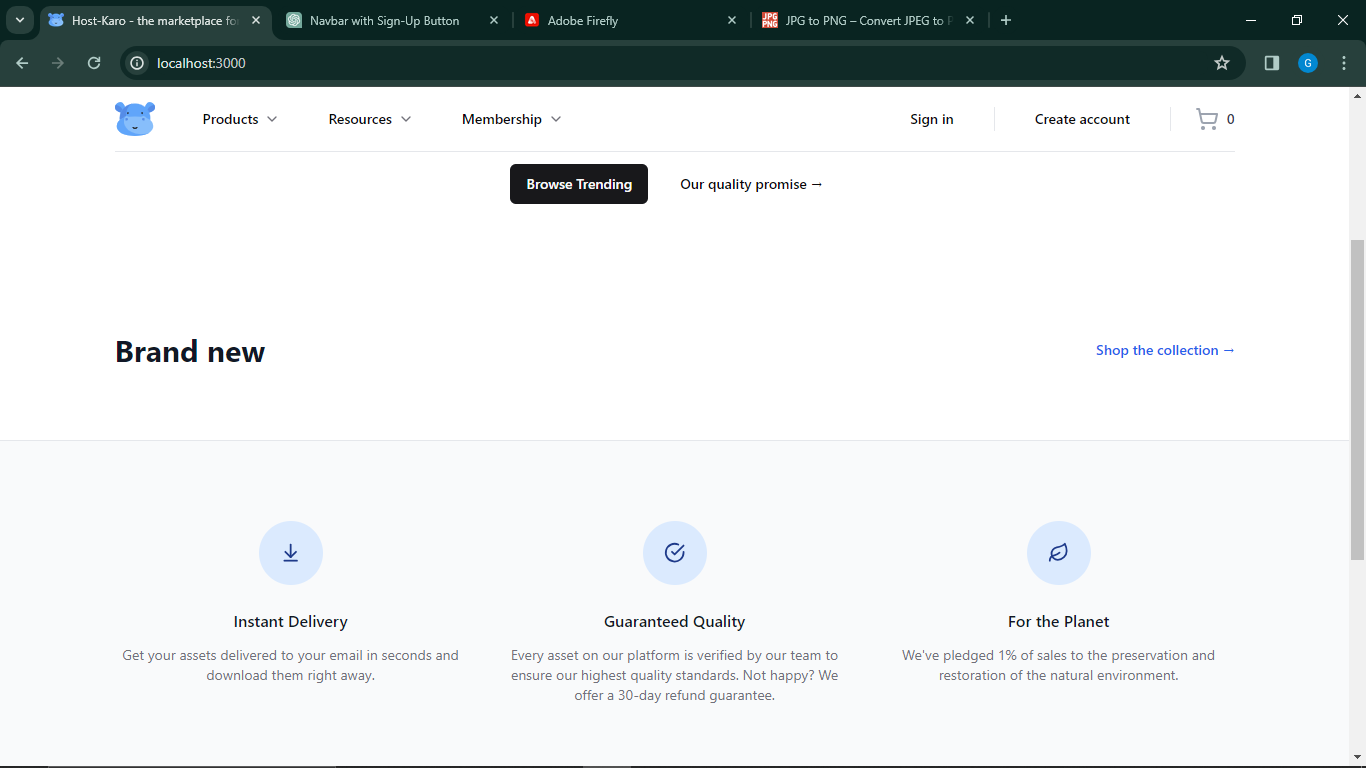 Host-Karo - the marketplace for
Navbar with Sign-Up Button
Adobe Firefly
JPG PNG
JPG to PNG – Convert JPEG to P
localhost:3000
G
Products
Resources
Membership
Sign in
Create account
0
Browse Trending
Our quality promise →
Brand new
Shop the collection →
Instant Delivery
Get your assets delivered to your email in seconds and
download them right away.
Guaranteed Quality
Every asset on our platform is verified by our team to
ensure our highest quality standards. Not happy? We
offer a 30-day refund guarantee.
For the Planet
We've pledged 1% of sales to the preservation and
restoration of the natural environment.